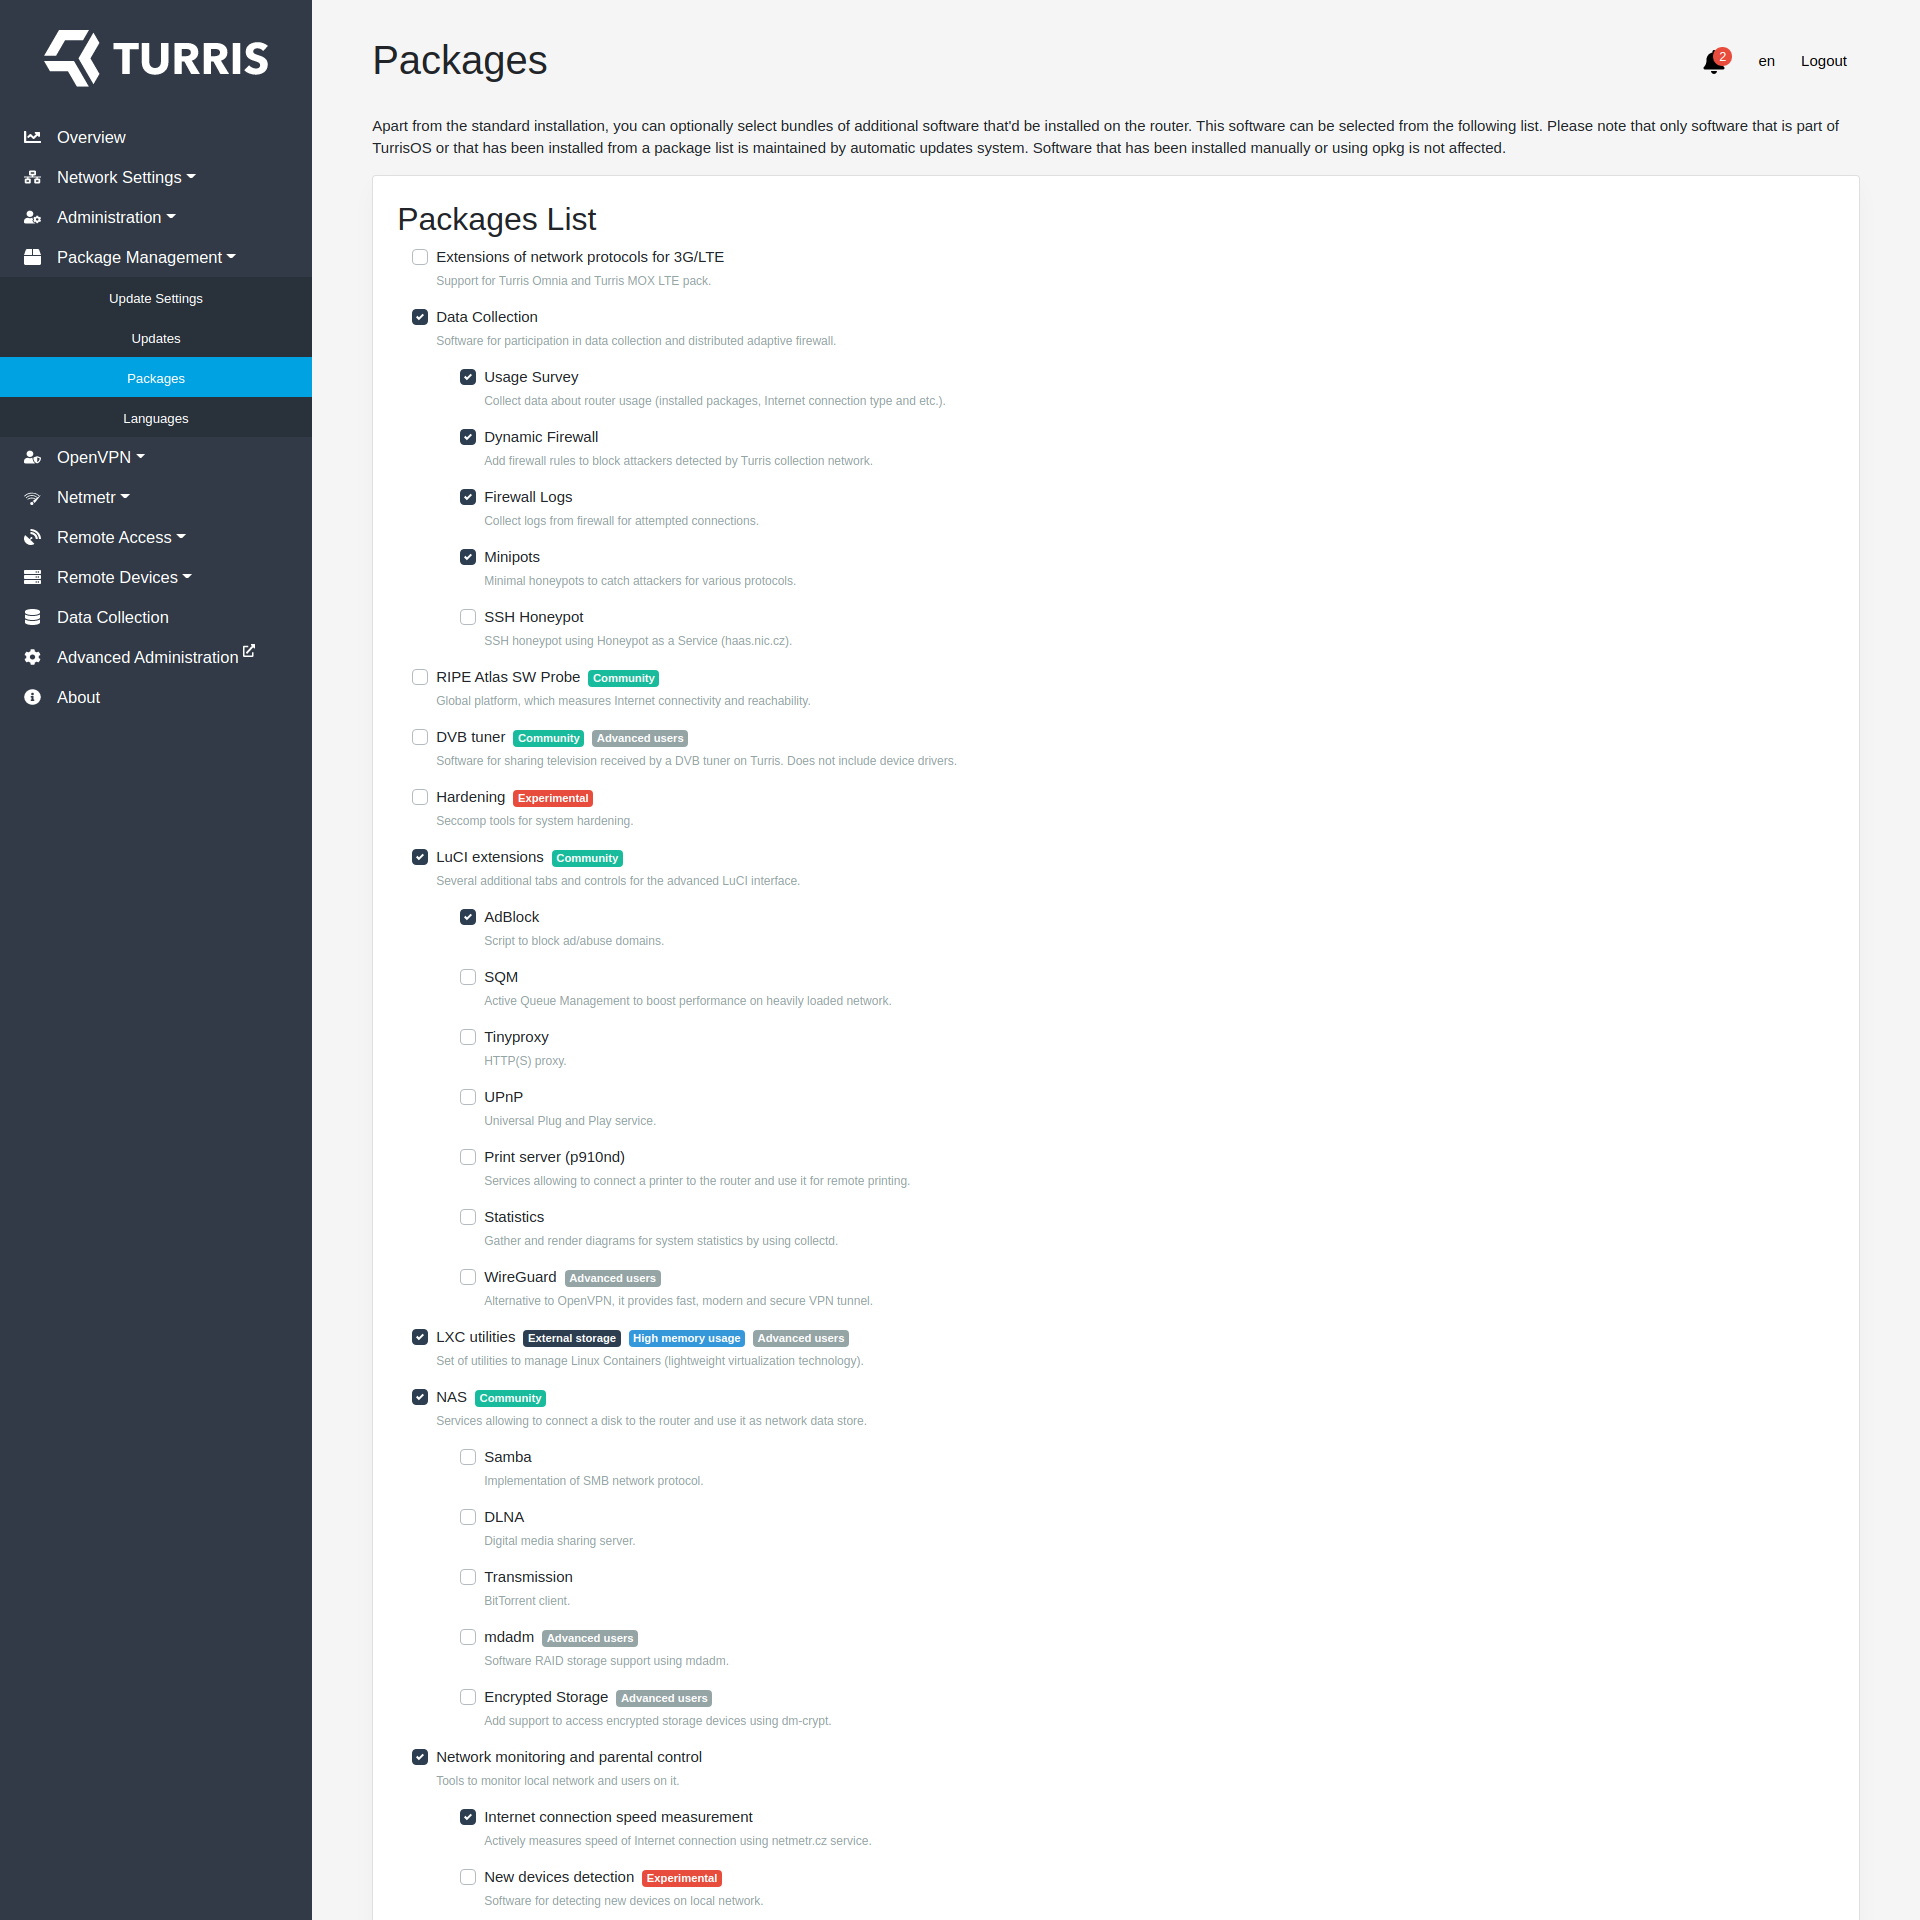 TURRIS
Overview
Network Settings
Administration
Package Management
Update Settings
Updates
Packages
Languages
OpenVPN
Netmetr
Remote Access
Remote Devices
Data Collection
Advanced Administration
About
Packages
2
en
Logout
Apart from the standard installation, you can optionally select bundles of additional software that'd be installed on the router. This software can be selected from the following list. Please note that only software that is part of
TurrisOS or that has been installed from a package list is maintained by automatic updates system. Software that has been installed manually or using opkg is not affected.
Packages List
Extensions of network protocols for 3G/LTE
Support for Turris Omnia and Turris MOX LTE pack.
Data Collection
Software for participation in data collection and distributed adaptive firewall.
Usage Survey
Collect data about router usage (installed packages, Internet connection type and etc.).
Dynamic Firewall
Add firewall rules to block attackers detected by Turris collection network.
Firewall Logs
Collect logs from firewall for attempted connections.
Minipots
Minimal honeypots to catch attackers for various protocols.
SSH Honeypot
SSH honeypot using Honeypot as a Service (haas.nic.cz).
RIPE Atlas SW Probe Community
Global platform, which measures Internet connectivity and reachability.
DVB tuner Community Advanced users
Software for sharing television received by a DVB tuner on Turris. Does not include device drivers.
Hardening Experimental
Seccomp tools for system hardening.
LuCI extensions Community
Several additional tabs and controls for the advanced LuCI interface.
AdBlock
Script to block ad/abuse domains.
SQM
Active Queue Management to boost performance on heavily loaded network.
Tinyproxy
HTTP(S) proxy.
UPnP
Universal Plug and Play service.
Print server (p910nd)
Services allowing to connect a printer to the router and use it for remote printing.
Statistics
Gather and render diagrams for system statistics by using collectd.
WireGuard Advanced users
Alternative to OpenVPN, it provides fast, modern and secure VPN tunnel.
LXC utilities External storage High memory usage Advanced users
Set of utilities to manage Linux Containers (lightweight virtualization technology).
NAS Community
Services allowing to connect a disk to the router and use it as network data store.
Samba
Implementation of SMB network protocol.
DLNA
Digital media sharing server.
Transmission
BitTorrent client.
mdadm Advanced users
Software RAID storage support using mdadm.
Encrypted Storage Advanced users
Add support to access encrypted storage devices using dm-crypt.
Network monitoring and parental control
Tools to monitor local network and users on it.
Internet connection speed measurement
Actively measures speed of Internet connection using netmetr.cz service.
New devices detection Experimental
Software for detecting new devices on local network.